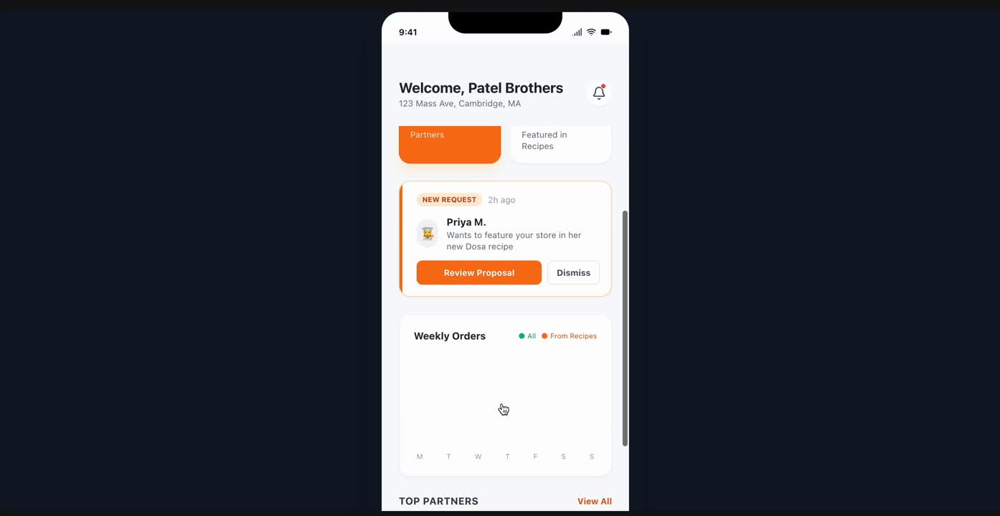 9:41
Welcome, Patel Brothers
123 Mass Ave, Cambridge, MA
Partners
Featured in
Recipes
NEW REQUEST 2h ago
Priya M.
Wants to feature your store in her
new Dosa recipe
Review Proposal Dismiss
Weekly Orders All From Recipes
M T W T F S S
TOP PARTNERS View All